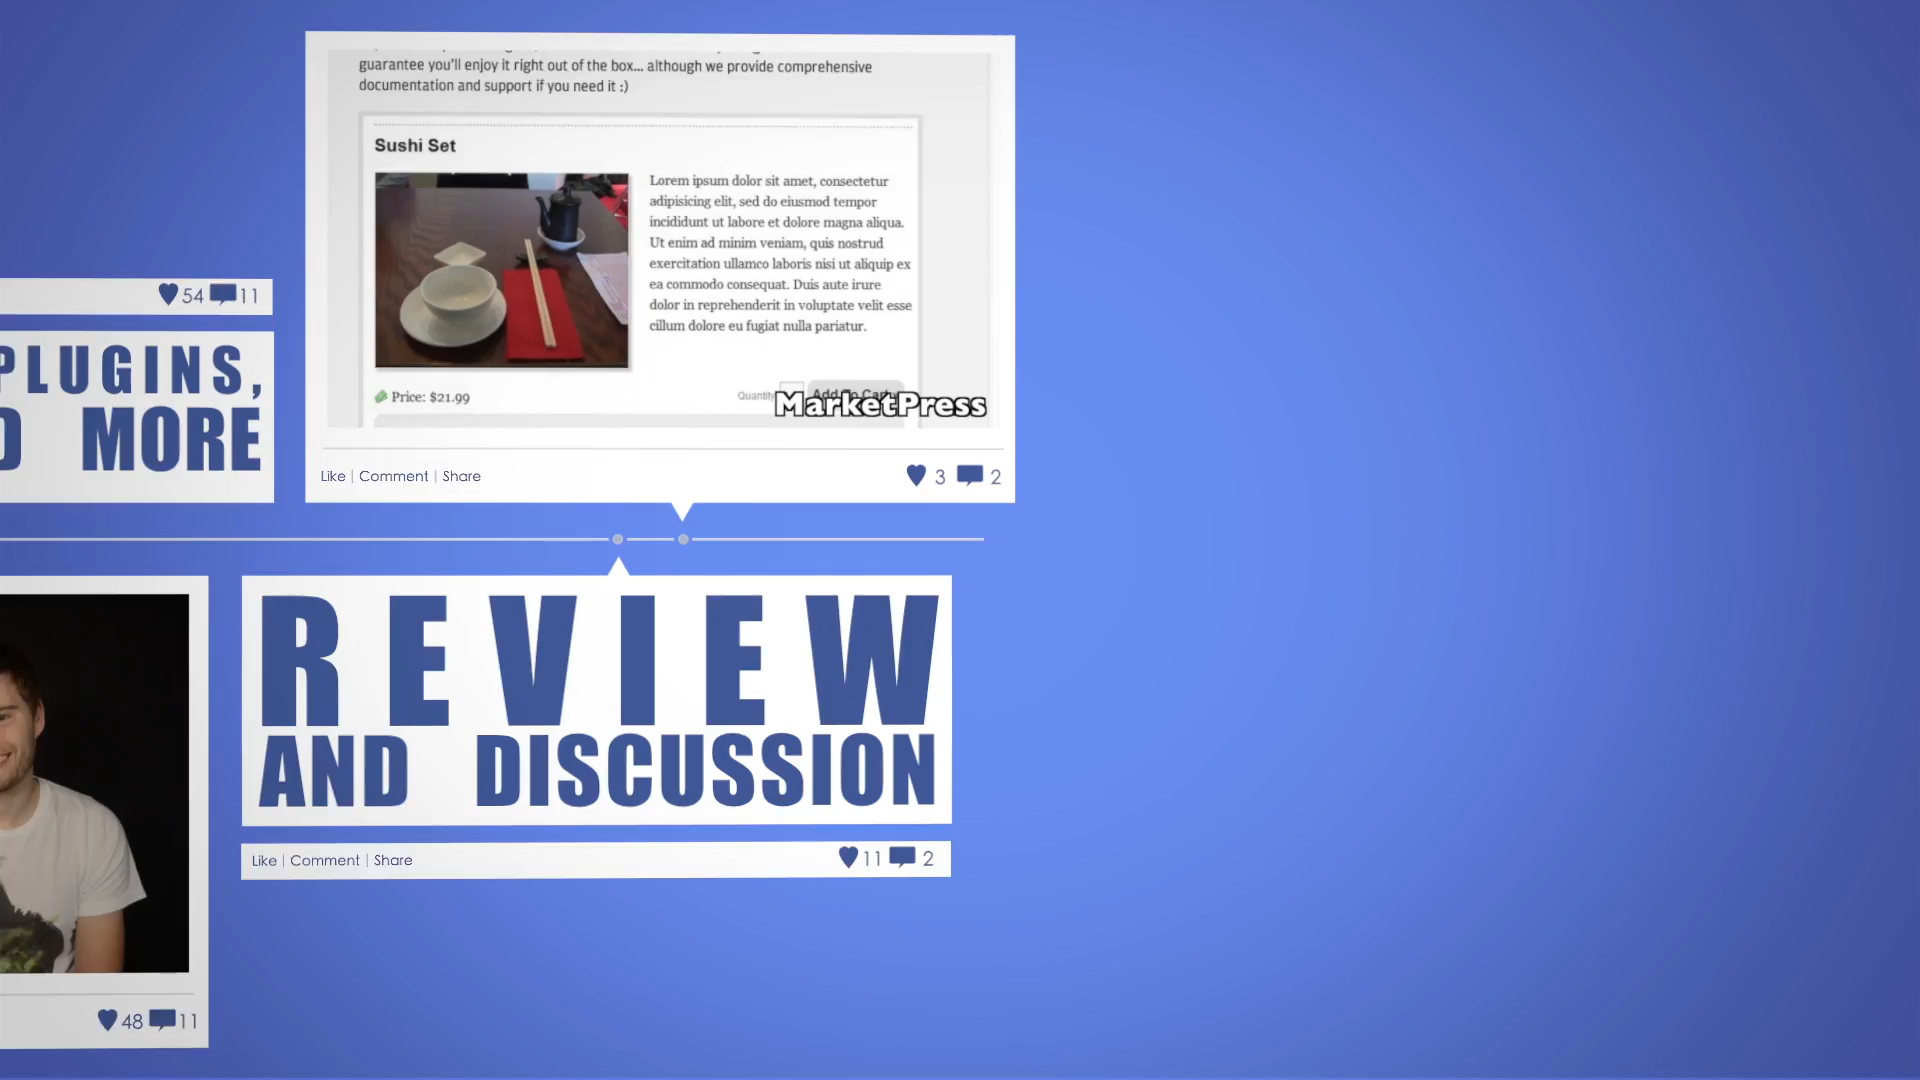 guarantee you'll enjoy it right out of the box... although we provide comprehensive
documentation and support if you need it :)
Sushi Set
Lorem ipsum dolor sit amet, consectetur
adipisicing elit, sed do eiusmod tempor
incididunt ut labore et dolore magna aliqua.
Ut enim ad minim veniam, quis nostrud
exercitation ullamco laboris nisi ut aliquip ex
ea commodo consequat. Duis aute irure
dolor in reprehenderit in voluptate velit esse
cillum dolore eu fugiat nulla pariatur.
Price: $21.99
Quantity
Add To Cart
MarketPress
Like | Comment | Share
3 2
54 11
PLUGINS,
MORE
REVIEW
AND DISCUSSION
Like | Comment | Share
11 2
48 11